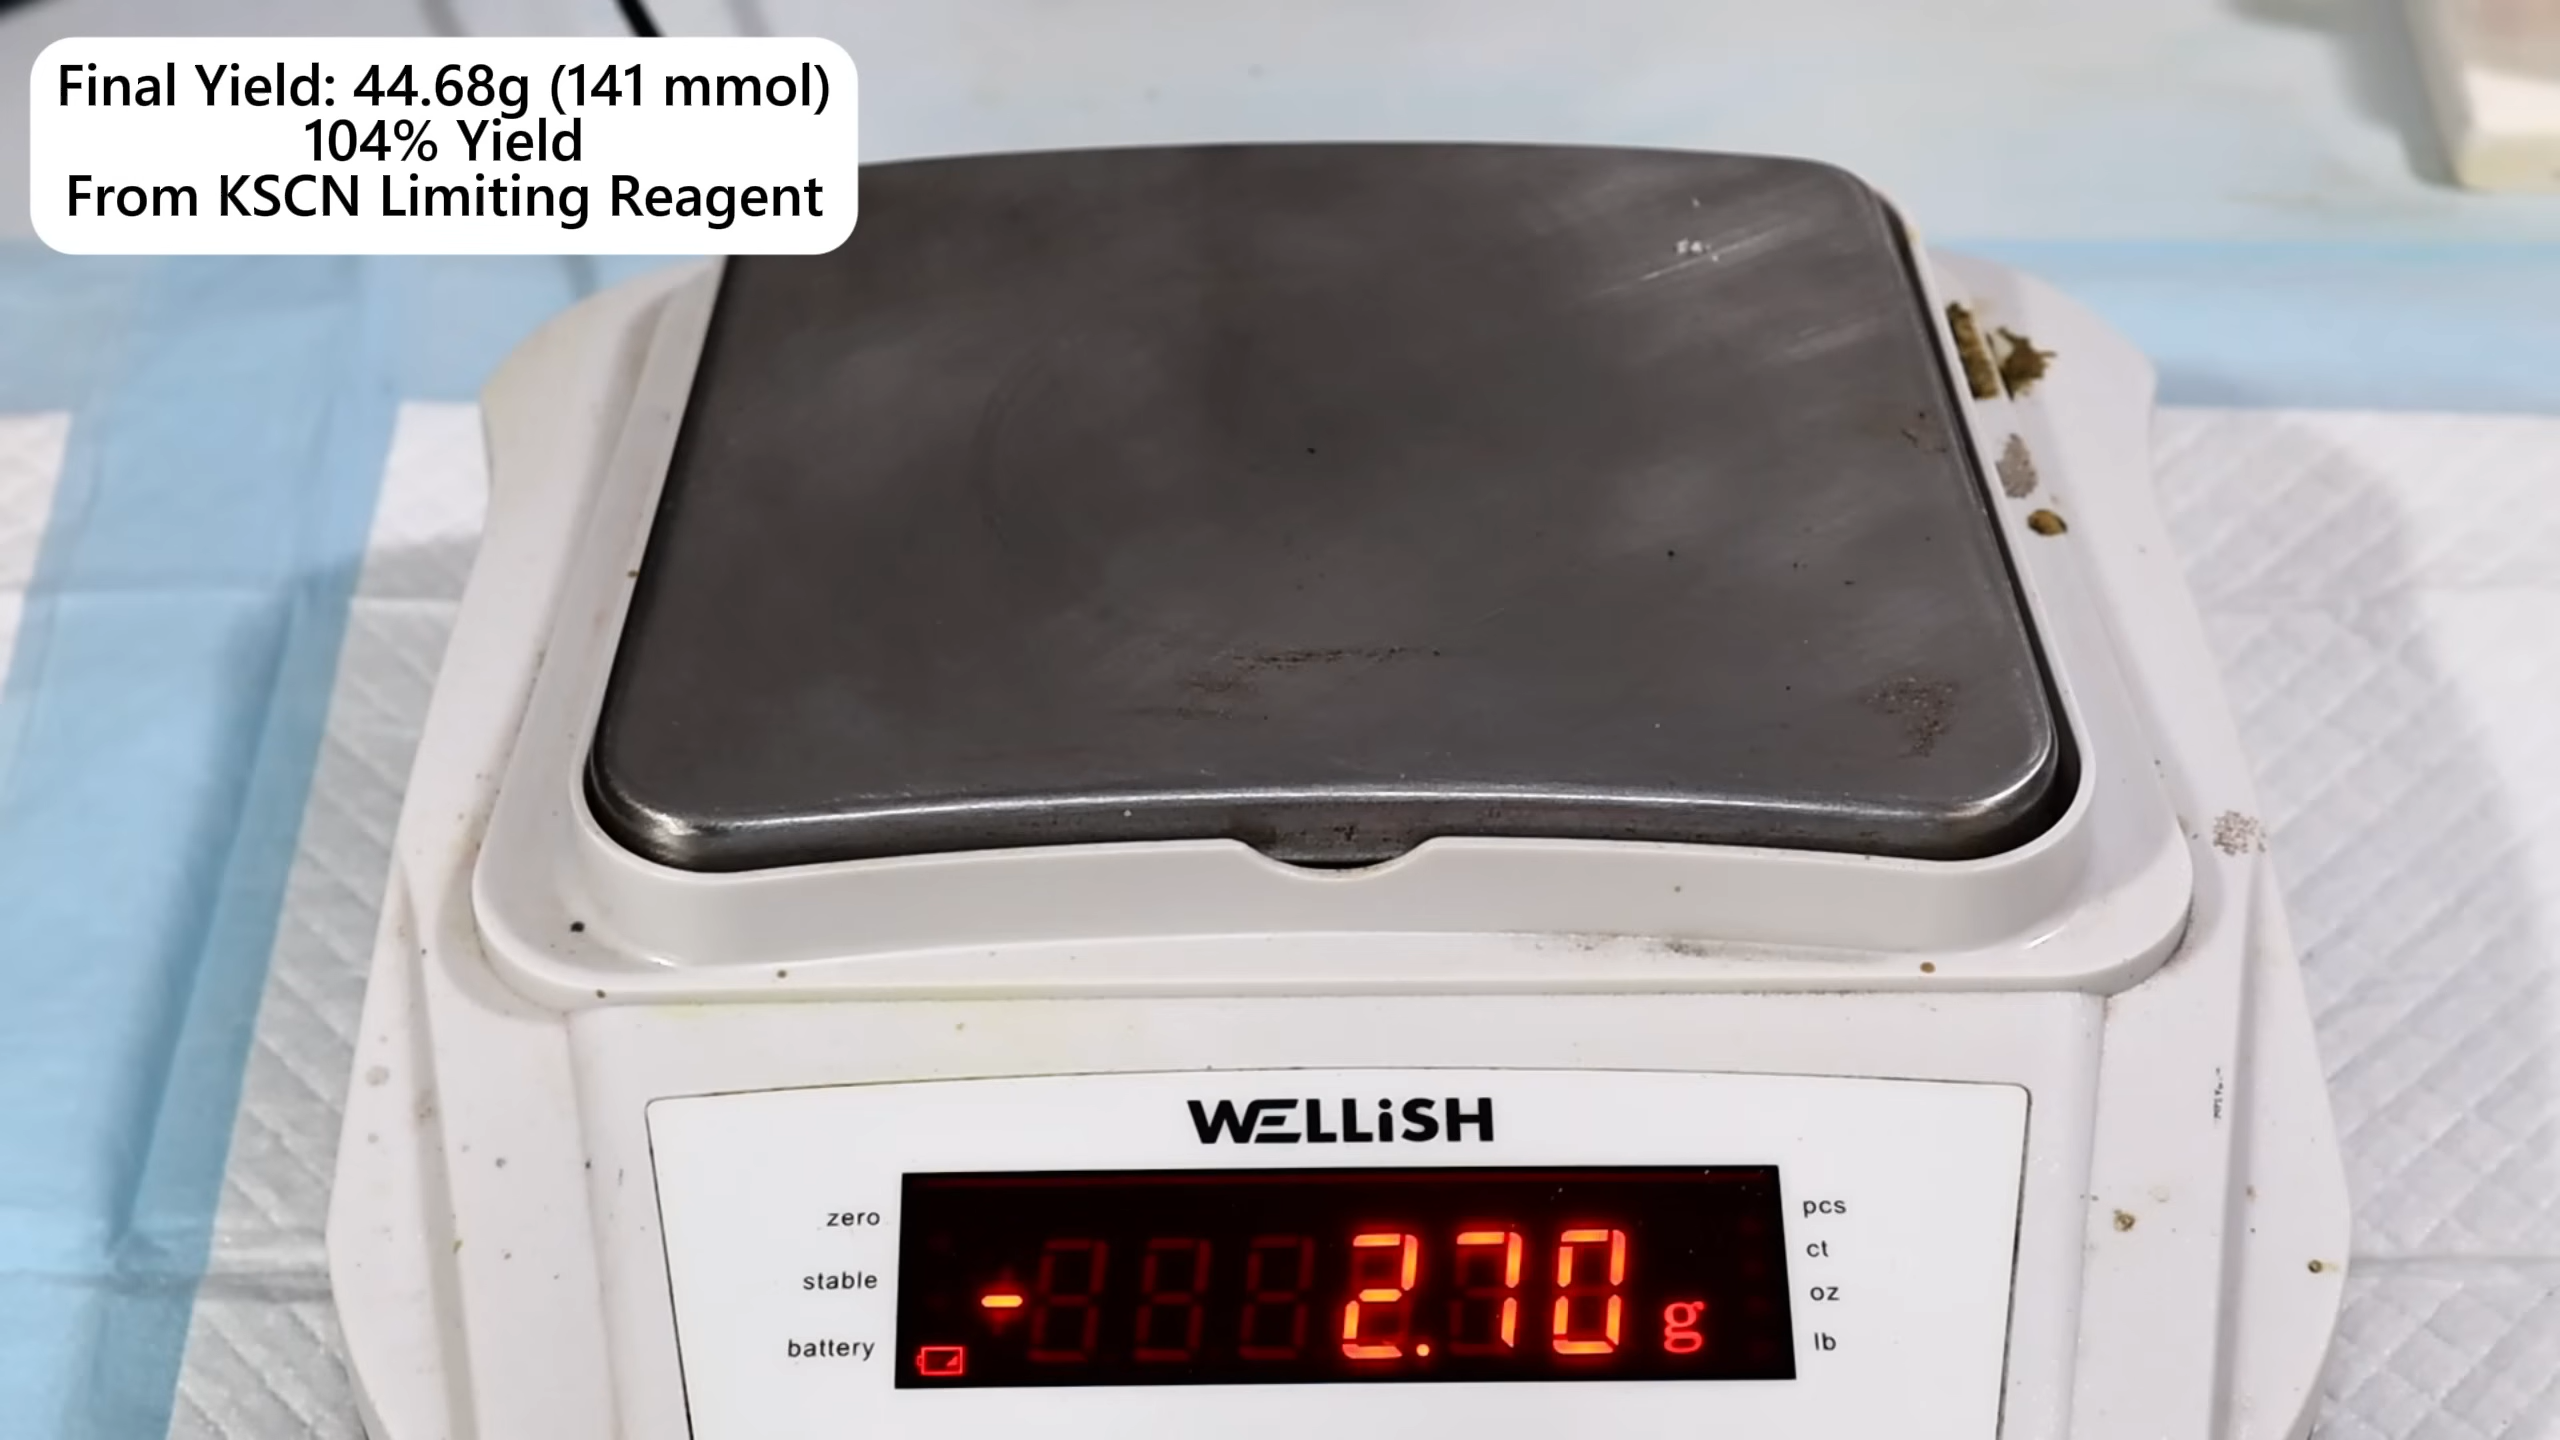 Final Yield: 44.68g (141 mmol)
104% Yield
From KSCN Limiting Reagent
WELLiSH
zero
stable
battery
- 2.70 g
pcs
ct
oz
lb